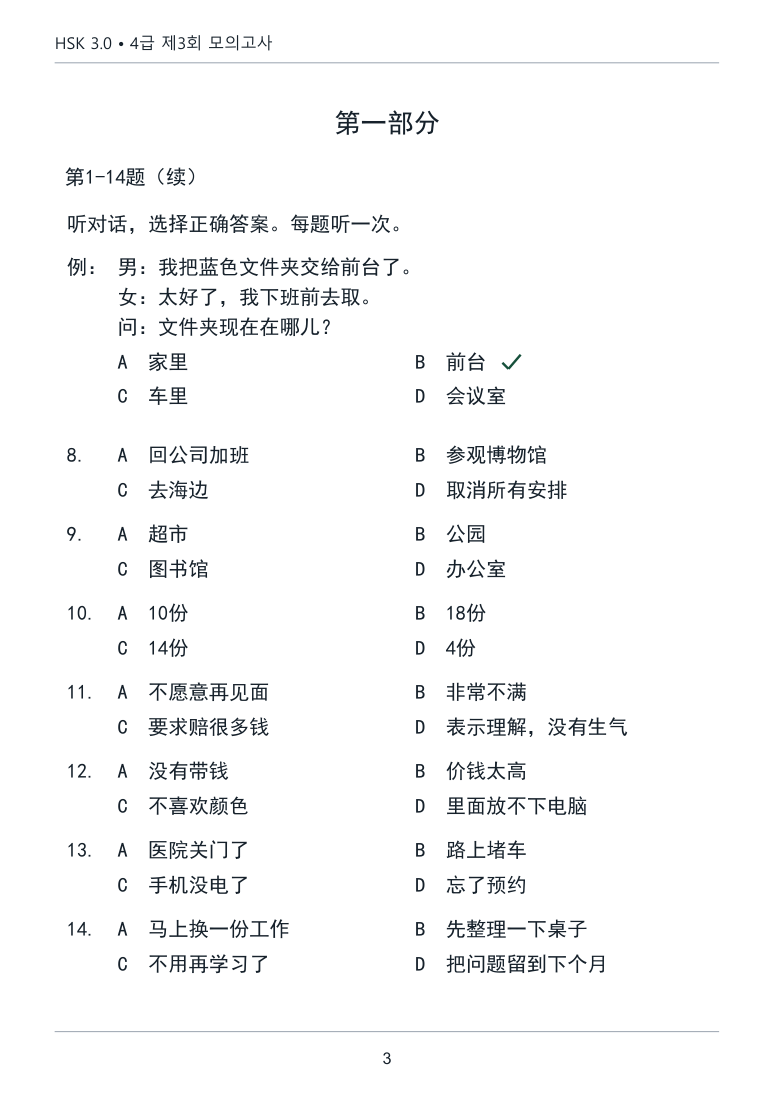 HSK 3.0 • 4급 제3회 모의고사
第一部分
第1-14题（续）
听对话，选择正确答案。每题听一次。
例： 男：我把蓝色文件夹交给前台了。
女：太好了，我下班前去取。
问：文件夹现在在哪儿？
A 家里 B 前台 ✓
C 车里 D 会议室
8. A 回公司加班 B 参观博物馆
C 去海边 D 取消所有安排
9. A 超市 B 公园
C 图书馆 D 办公室
10. A 10份 B 18份
C 14份 D 4份
11. A 不愿意再见面 B 非常不满
C 要求赔很多钱 D 表示理解，没有生气
12. A 没有带钱 B 价钱太高
C 不喜欢颜色 D 里面放不下电脑
13. A 医院关门了 B 路上堵车
C 手机没电了 D 忘了预约
14. A 马上换一份工作 B 先整理一下桌子
C 不用再学习了 D 把问题留到下个月
3